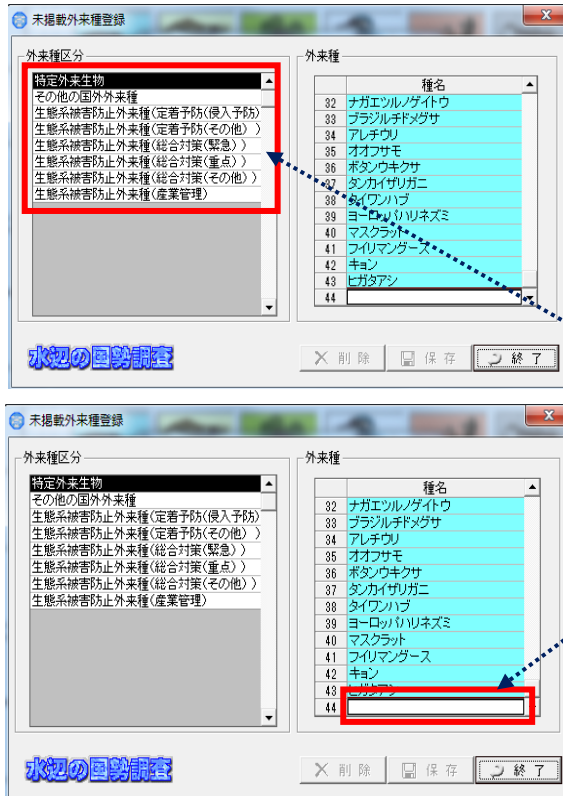 未掲載外来種登録
外来種区分
特定外来生物
その他の国外外来種
生態系被害防止外来種(定着予防(侵入予防)
生態系被害防止外来種(定着予防(その他) )
生態系被害防止外来種(総合対策(緊急) )
生態系被害防止外来種(総合対策(重点) )
生態系被害防止外来種(総合対策(その他) )
生態系被害防止外来種(産業管理)
外来種
種名
32 ナガエツルノゲイトウ
33 ブラジルチドメグサ
34 アレチウリ
35 オオフサモ
36 ボタンウキクサ
37 タンカイザリガニ
38 タイワンハブ
39 ヨーロッパハリネズミ
40 マスクラット
41 フイリマングース
42 キョン
43 ヒガタアシ
44
水辺の国勢調査
削除 保存 終了
未掲載外来種登録
外来種区分
特定外来生物
その他の国外外来種
生態系被害防止外来種(定着予防(侵入予防)
生態系被害防止外来種(定着予防(その他) )
生態系被害防止外来種(総合対策(緊急) )
生態系被害防止外来種(総合対策(重点) )
生態系被害防止外来種(総合対策(その他) )
生態系被害防止外来種(産業管理)
外来種
種名
32 ナガエツルノゲイトウ
33 ブラジルチドメグサ
34 アレチウリ
35 オオフサモ
36 ボタンウキクサ
37 タンカイザリガニ
38 タイワンハブ
39 ヨーロッパハリネズミ
40 マスクラット
41 フイリマングース
42 キョン
43 ヒガタアシ
44
水辺の国勢調査
削除 保存 終了